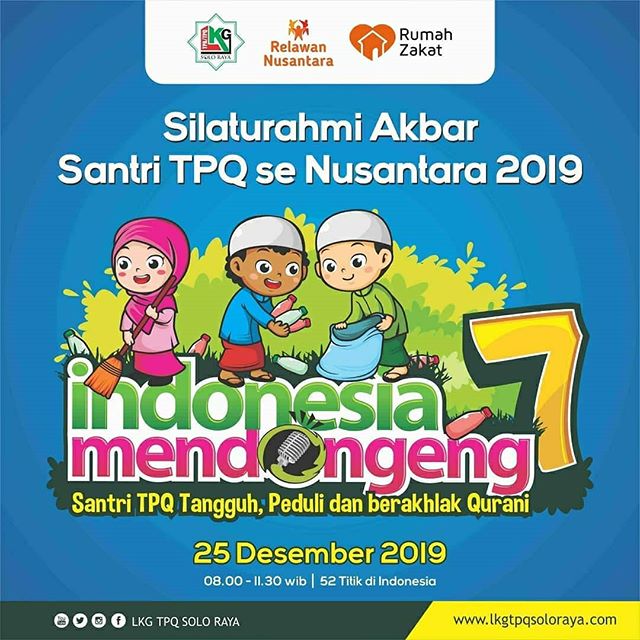 LKG
SOLO RAYA
Relawan
Nusantara
Rumah
Zakat
Silaturahmi Akbar
Santri TPQ se Nusantara 2019
indonesia 7
mendongeng
Santri TPQ Tangguh, Peduli dan berakhlak Qurani
25 Desember 2019
08.00 - 11.30 wib | 52 Titik di Indonesia
LKG TPQ SOLO RAYA
www.lkgtpqsoloraya.com